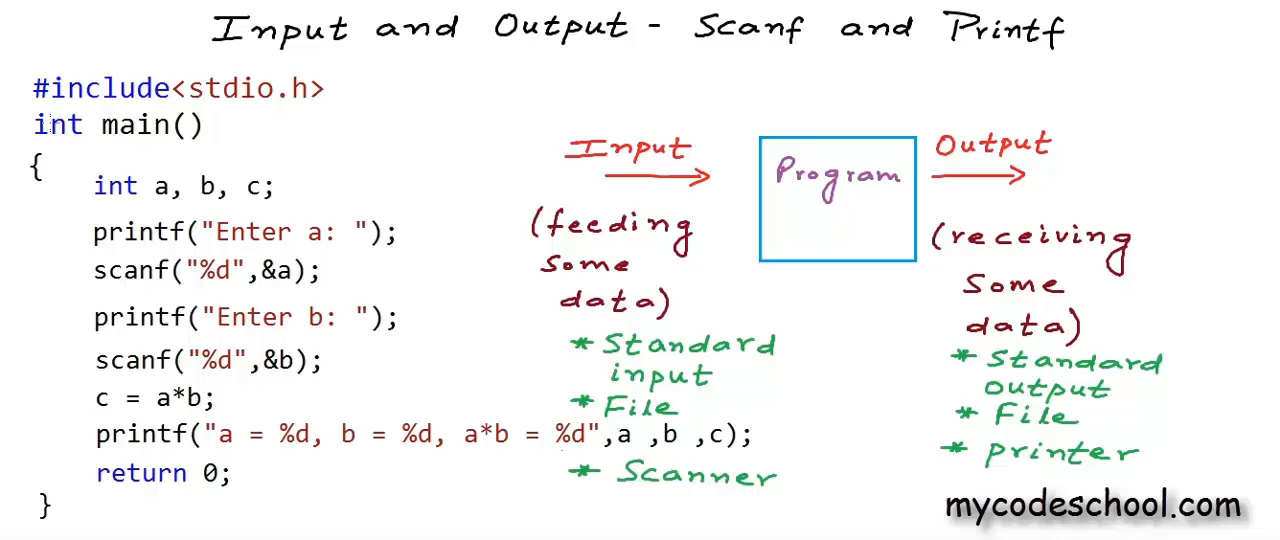 Input and Output - Scanf and Printf
#include<stdio.h>
int main()
{
int a, b, c;
printf("Enter a: ");
scanf("%d",&a);
printf("Enter b: ");
scanf("%d",&b);
c = a*b;
printf("a = %d, b = %d, a*b = %d",a ,b ,c);
return 0;
}
Input
(feeding
some
data)
* Standard
input
* File
* Scanner
Program
Output
(receiving
some
data)
* Standard
output
* File
* printer
mycodeschool.com